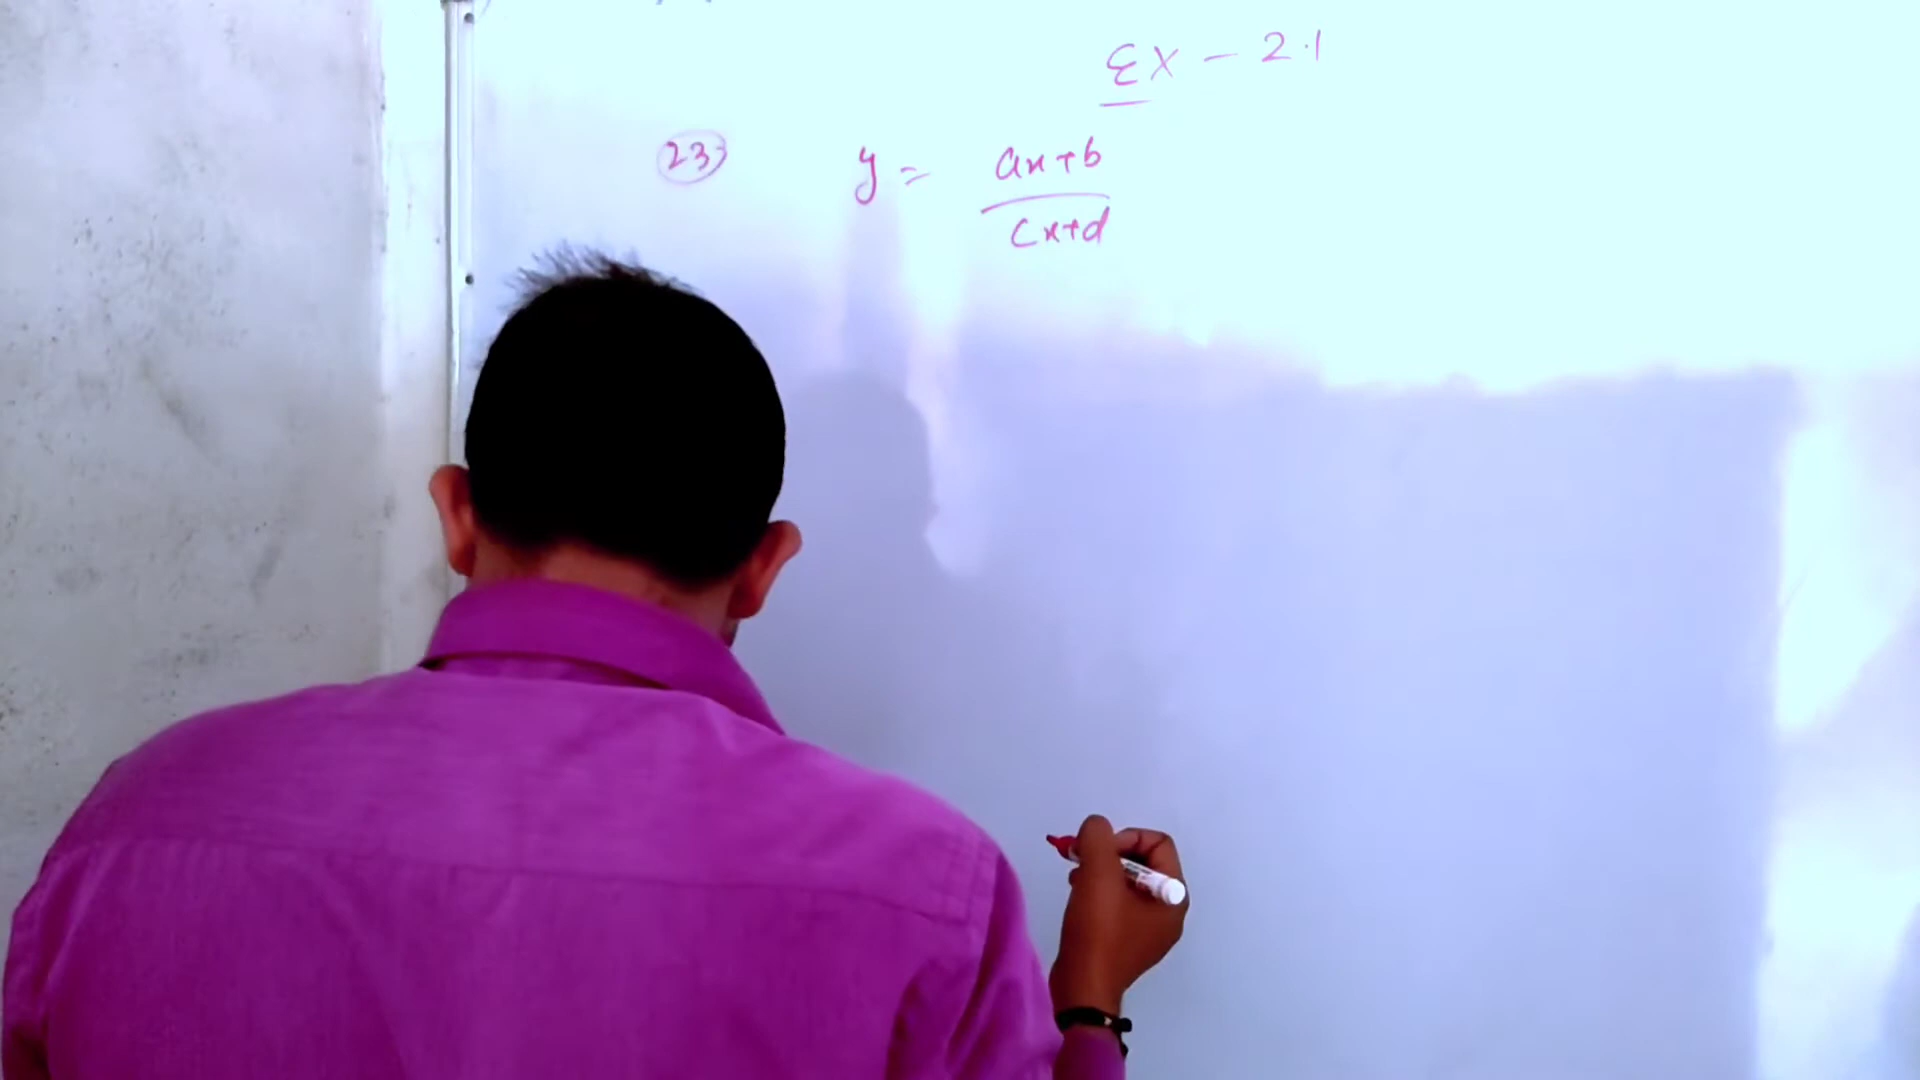 Ex - 2.1
23 y = ax+b
cx+d